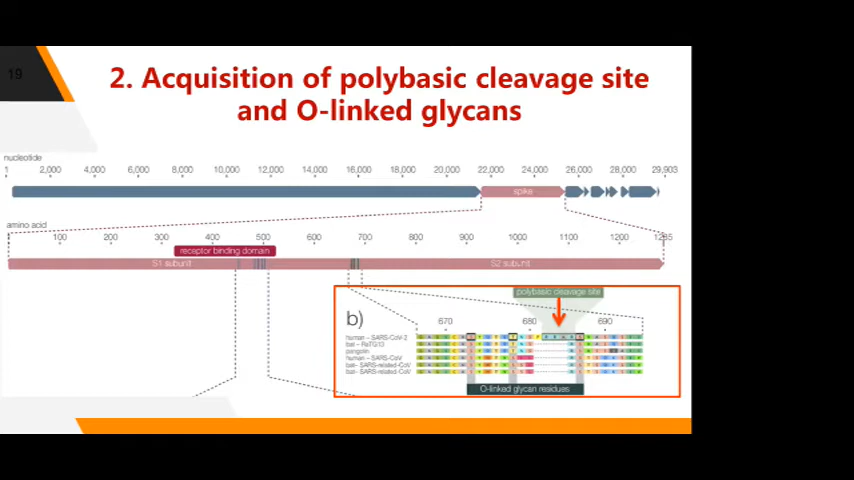 19
2. Acquisition of polybasic cleavage site
and O-linked glycans
nucleotide
1 2,000 4,000 6,000 8,000 10,000 12,000 14,000 16,000 18,000 20,000 22,000 24,000 26,000 28,000 29,903
spike
amino acid
100 200 300 400 500 600 700 800 900 1000 1100 1200
receptor binding domain
S1 subunit S2 subunit
polybasic cleavage site
b)
670 680 690
human – SARS-CoV-2
bat – RaTG13
pangolin
human – SARS-CoV
bat – SARS-related-CoV
bat – SARS-related-CoV
O-linked glycan residues